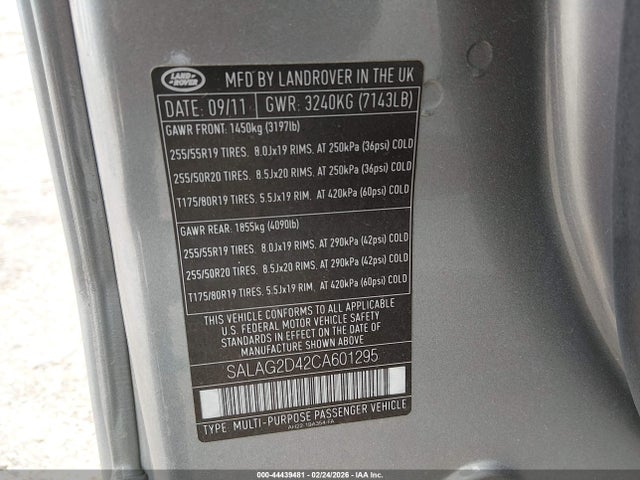 LAND ROVER
MFD BY LANDROVER IN THE UK
DATE: 09/11 GWR: 3240KG (7143LB)
GAWR FRONT: 1450kg (3197lb)
255/55R19 TIRES. 8.0Jx19 RIMS. AT 250kPa (36psi) COLD
255/50R20 TIRES. 8.5Jx20 RIMS. AT 250kPa (36psi) COLD
T175/80R19 TIRES. 5.5Jx19 RIM, AT 420kPa (60psi) COLD
GAWR REAR: 1855kg (4090lb)
255/55R19 TIRES. 8.0Jx19 RIMS. AT 290kPa (42psi) COLD
255/50R20 TIRES. 8.5Jx20 RIMS. AT 290kPa (42psi) COLD
T175/80R19 TIRES. 5.5Jx19 RIM, AT 420kPa (60psi) COLD
THIS VEHICLE CONFORMS TO ALL APPLICABLE
U.S. FEDERAL MOTOR VEHICLE SAFETY
STANDARDS IN EFFECT ON THE DATE OF
MANUFACTURE SHOWN ABOVE
SALAG2D42CA601295
TYPE: MULTI-PURPOSE PASSENGER VEHICLE
000-44439481 - 02/24/2026 - IAAI.COM